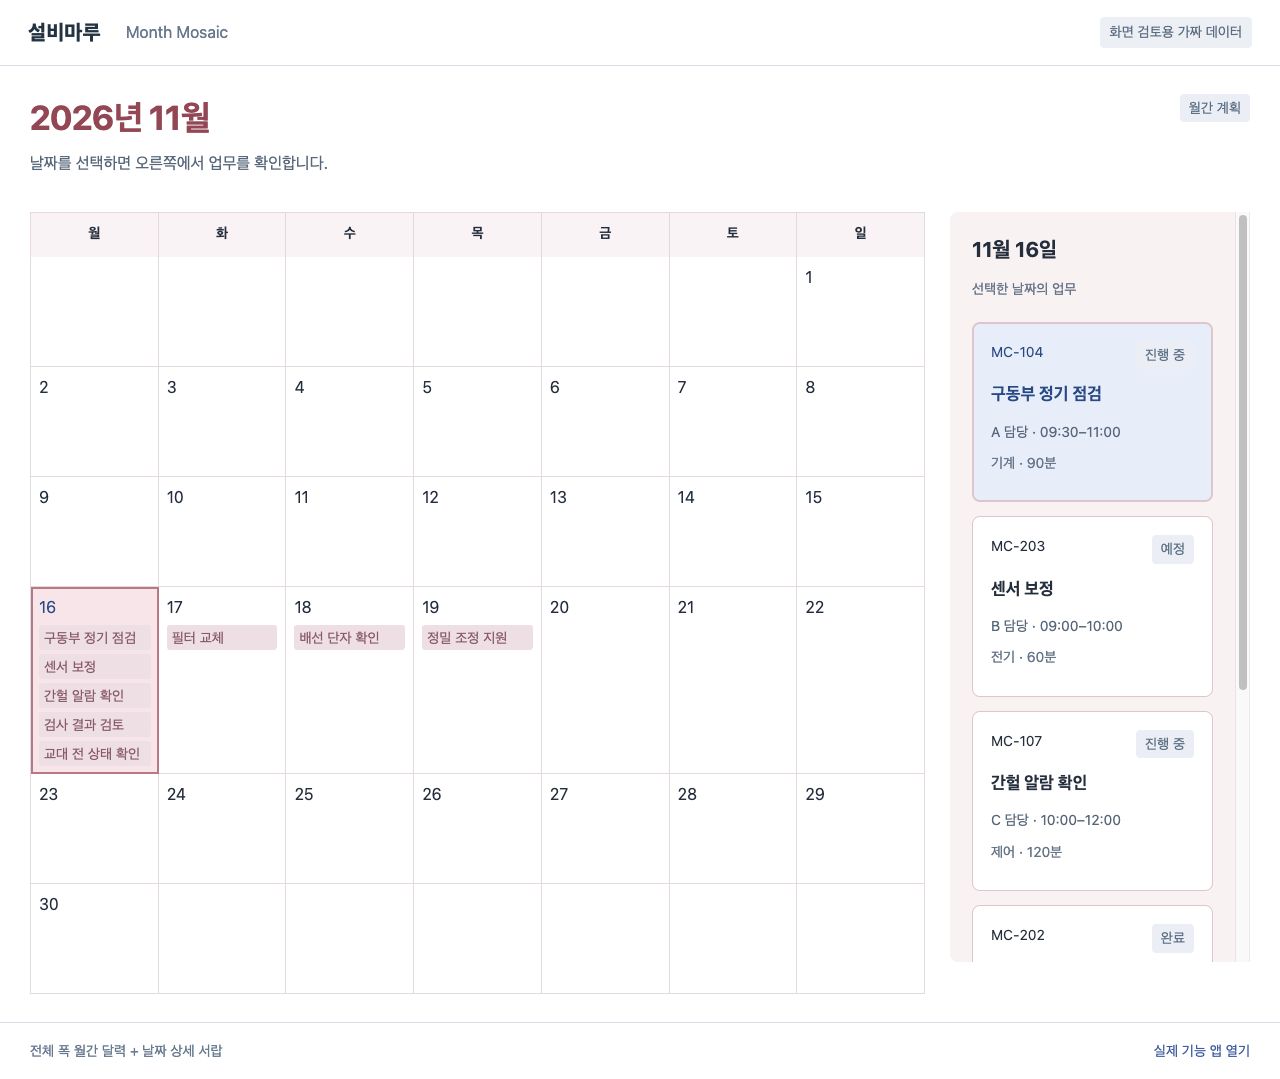 설비마루 Month Mosaic 화면 검토용 가짜 데이터
2026년 11월 월간 계획
날짜를 선택하면 오른쪽에서 업무를 확인합니다.
월 화 수 목 금 토 일
1
2 3 4 5 6 7 8
9 10 11 12 13 14 15
16 17 18 19 20 21 22
구동부 정기 점검 필터 교체 배선 단자 확인 정밀 조정 지원
센서 보정
간헐 알람 확인
검사 결과 검토
교대 전 상태 확인
23 24 25 26 27 28 29
30
11월 16일
선택한 날짜의 업무
MC-104 진행 중
구동부 정기 점검
A 담당 · 09:30–11:00
기계 · 90분
MC-203 예정
센서 보정
B 담당 · 09:00–10:00
전기 · 60분
MC-107 진행 중
간헐 알람 확인
C 담당 · 10:00–12:00
제어 · 120분
MC-202 완료
전체 폭 월간 달력 + 날짜 상세 서랍 실제 기능 앱 열기